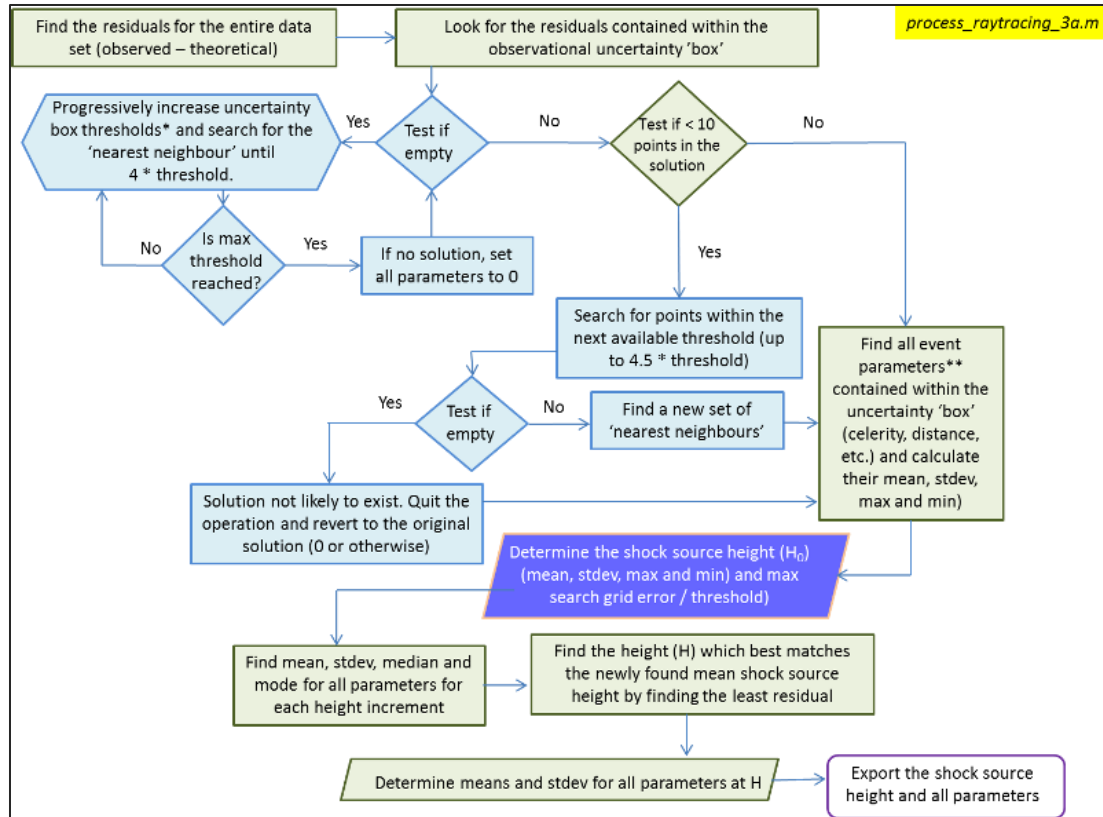 process_raytracing_3a.m
Find the residuals for the entire data
set (observed – theoretical)
Look for the residuals contained within the
observational uncertainty 'box'
Progressively increase uncertainty
box thresholds* and search for the
'nearest neighbour' until
4 * threshold.
Yes
Test if
empty
No
Test if < 10
points in the
solution
No
No
Is max
threshold
reached?
Yes
If no solution, set
all parameters to 0
Yes
Search for points within the
next available threshold (up
to 4.5 * threshold)
Yes
Test if
empty
No
Find a new set of
'nearest neighbours'
Find all event
parameters**
contained within the
uncertainty 'box'
(celerity, distance,
etc.) and calculate
their mean, stdev,
max and min)
Solution not likely to exist. Quit the
operation and revert to the original
solution (0 or otherwise)
Determine the shock source height (H₀)
(mean, stdev, max and min) and max
search grid error / threshold)
Find mean, stdev, median and
mode for all parameters for
each height increment
Find the height (H) which best matches
the newly found mean shock source
height by finding the least residual
Determine means and stdev for all parameters at H
Export the shock source
height and all parameters